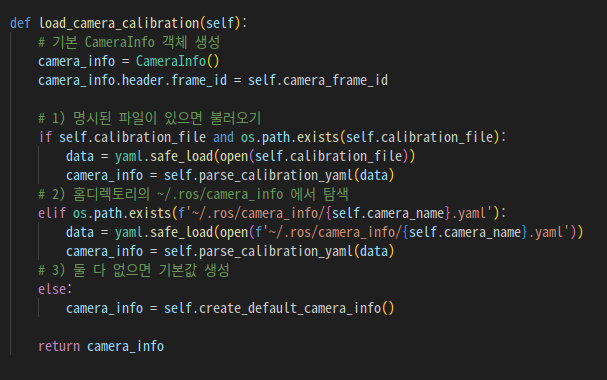 def load_camera_calibration(self):
# 기본 CameraInfo 객체 생성
camera_info = CameraInfo()
camera_info.header.frame_id = self.camera_frame_id
# 1) 명시된 파일이 있으면 불러오기
if self.calibration_file and os.path.exists(self.calibration_file):
data = yaml.safe_load(open(self.calibration_file))
camera_info = self.parse_calibration_yaml(data)
# 2) 홈디렉토리의 ~/.ros/camera_info 에서 탐색
elif os.path.exists(f'~/.ros/camera_info/{self.camera_name}.yaml'):
data = yaml.safe_load(open(f'~/.ros/camera_info/{self.camera_name}.yaml'))
camera_info = self.parse_calibration_yaml(data)
# 3) 둘 다 없으면 기본값 생성
else:
camera_info = self.create_default_camera_info()
return camera_info